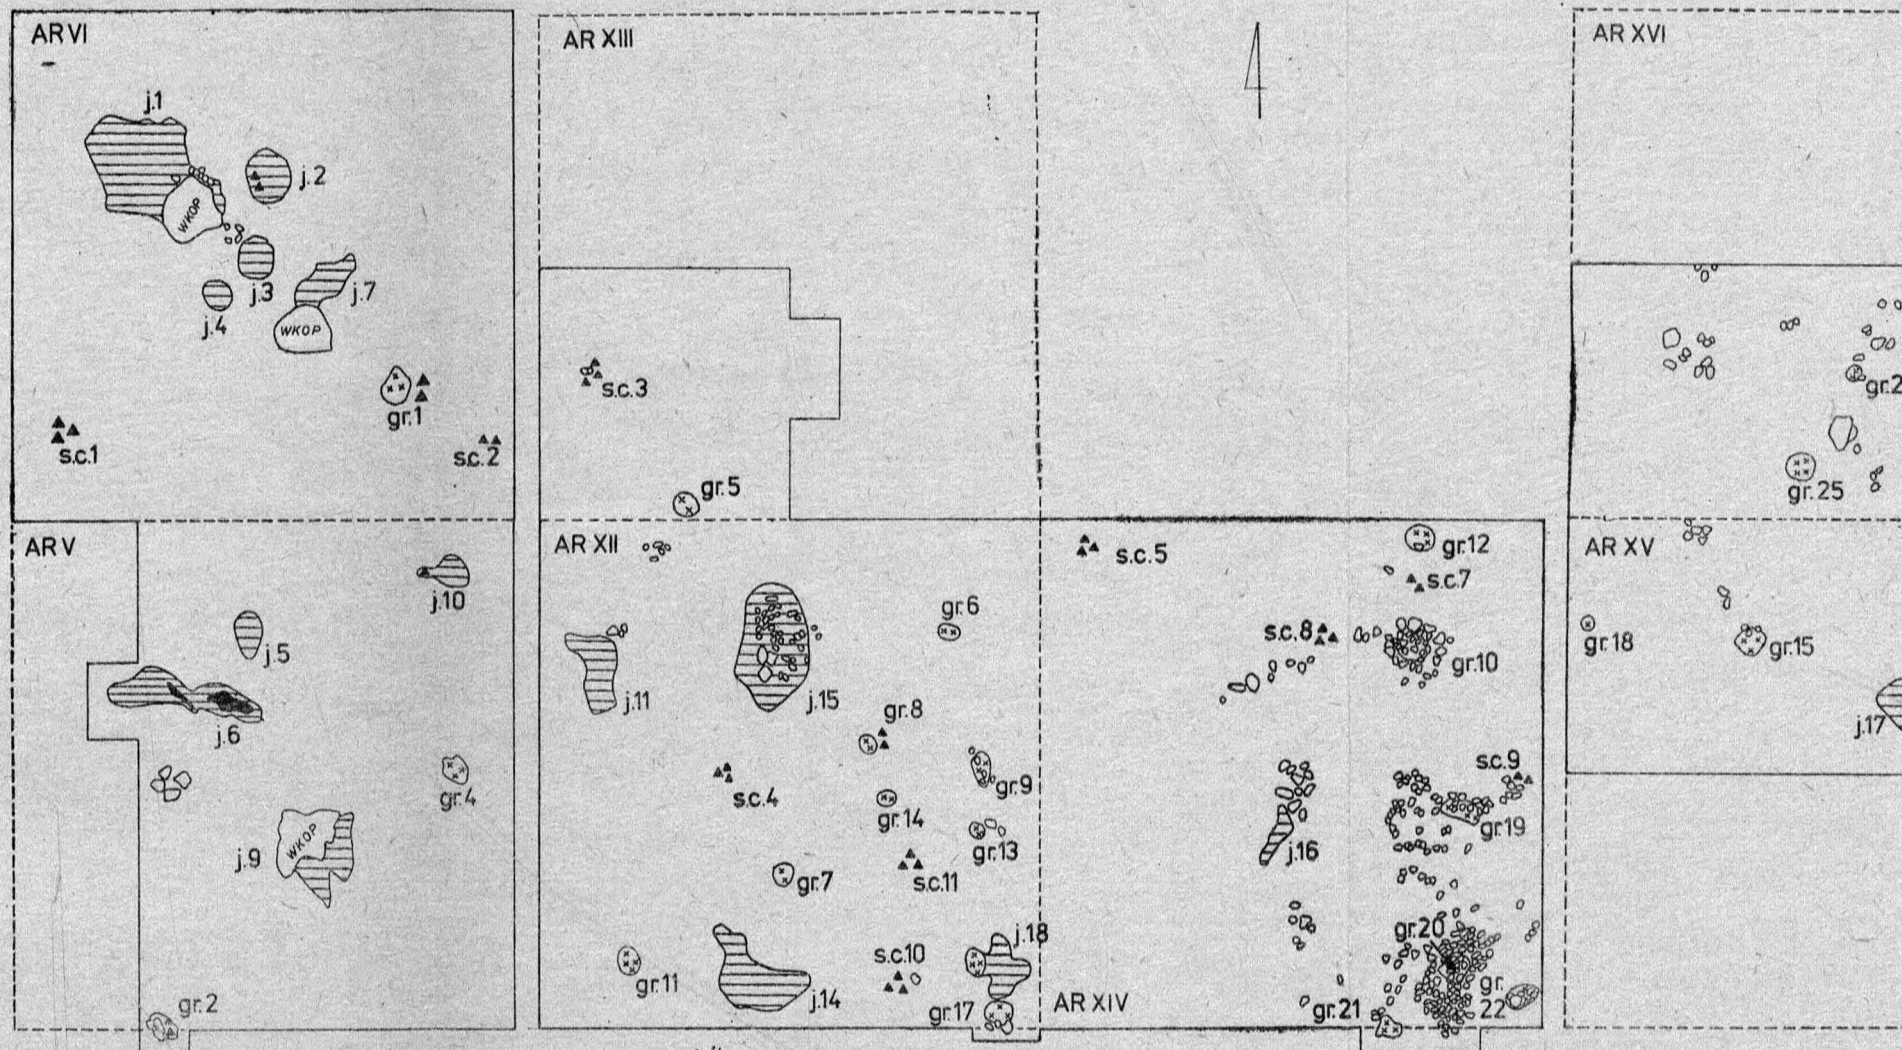 AR VI
j.1
j.2
j.3
j.4
j.7
WKOP
WKOP
gr.1
s.c.1
s.c.2
AR V
j.10
j.5
j.6
gr.4
WKOP
j.9
gr.2
AR XIII
s.c.3
gr.5
AR XII
gr.6
j.11
j.15
gr.8
s.c.4
gr.9
gr.14
gr.13
gr.7
s.c.11
j.18
s.c.10
gr.11
j.14
gr.17
s.c.5
gr.12
s.c.7
s.c.8
gr.10
s.c.9
gr.19
j.16
gr.20
gr.
22
gr.21
AR XIV
AR XVI
gr.2
gr.25
AR XV
gr.18
gr.15
j.17